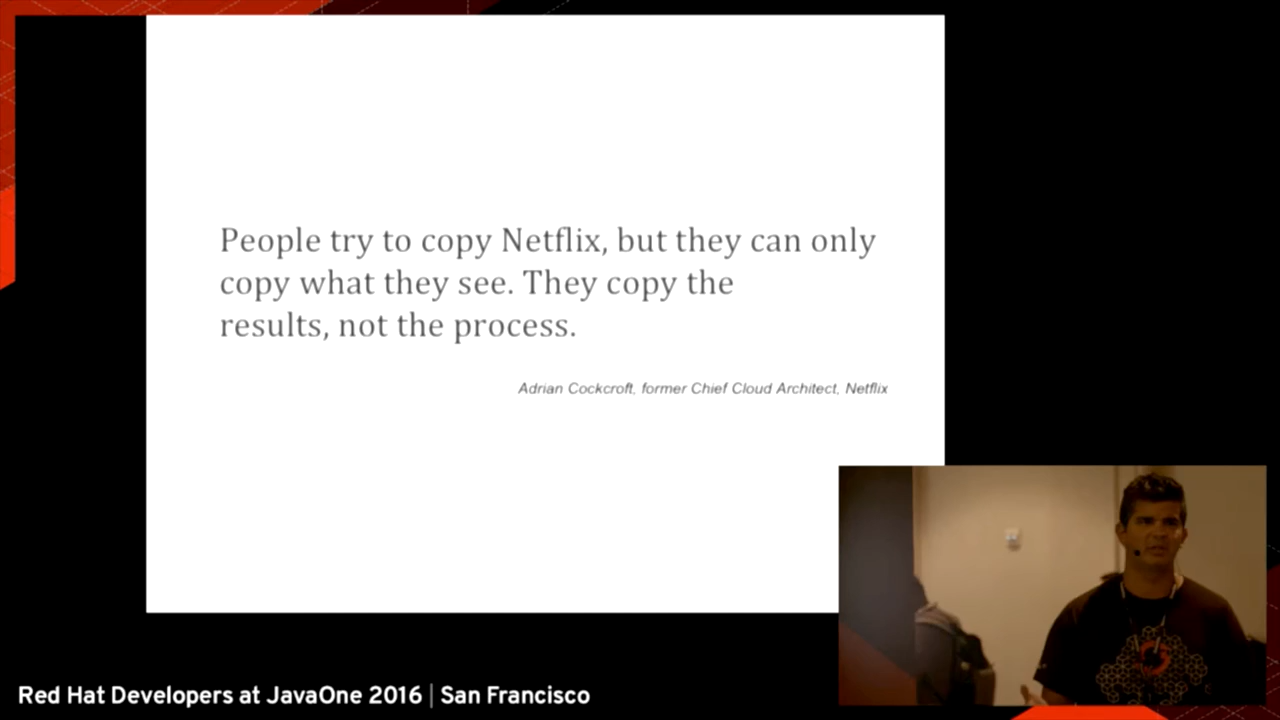 People try to copy Netflix, but they can only
copy what they see. They copy the
results, not the process.
Adrian Cockcroft, former Chief Cloud Architect, Netflix
Red Hat Developers at JavaOne 2016 | San Francisco